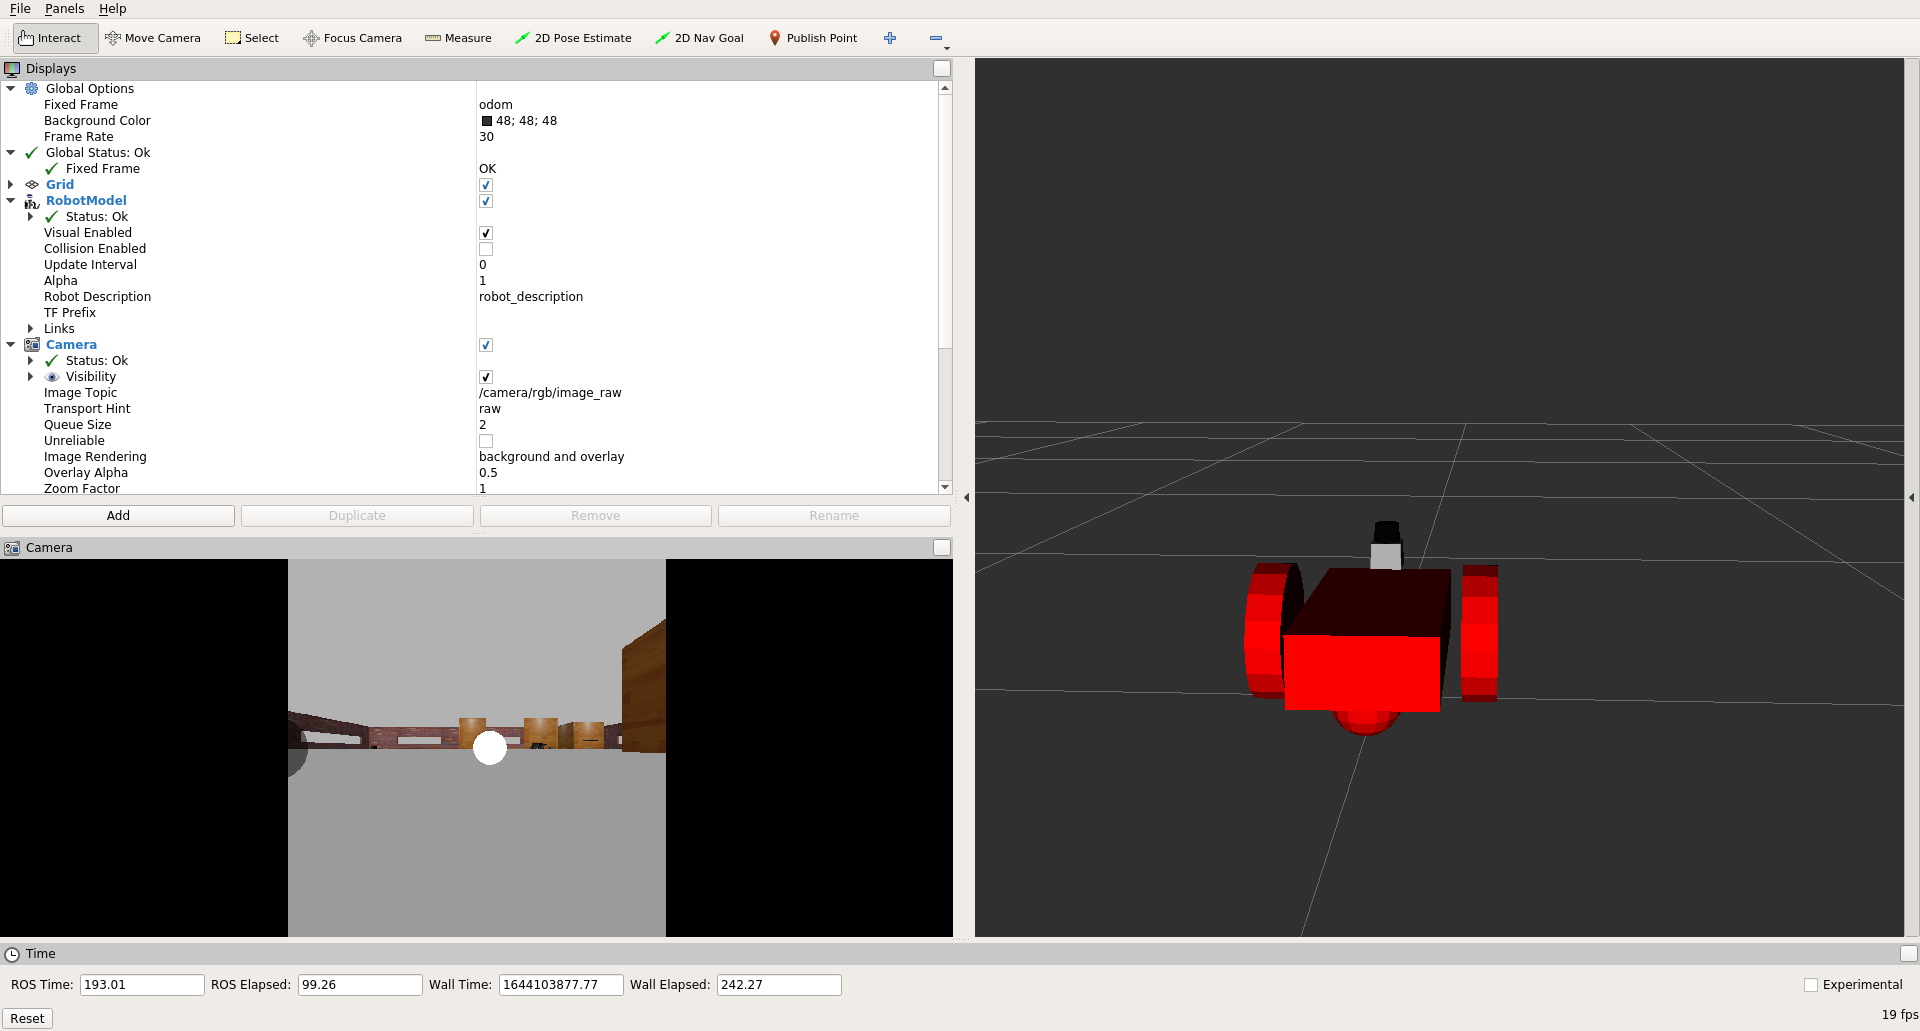 File Panels Help
Interact Move Camera Select Focus Camera Measure 2D Pose Estimate 2D Nav Goal Publish Point
Displays
Global Options
Fixed Frame odom
Background Color 48; 48; 48
Frame Rate 30
Global Status: Ok
Fixed Frame OK
Grid
RobotModel
Status: Ok
Visual Enabled
Collision Enabled
Update Interval 0
Alpha 1
Robot Description robot_description
TF Prefix
Links
Camera
Status: Ok
Visibility
Image Topic /camera/rgb/image_raw
Transport Hint raw
Queue Size 2
Unreliable
Image Rendering background and overlay
Overlay Alpha 0.5
Zoom Factor 1
Add Duplicate Remove Rename
Camera
Time
ROS Time: 193.01 ROS Elapsed: 99.26 Wall Time: 1644103877.77 Wall Elapsed: 242.27 Experimental
Reset 19 fps